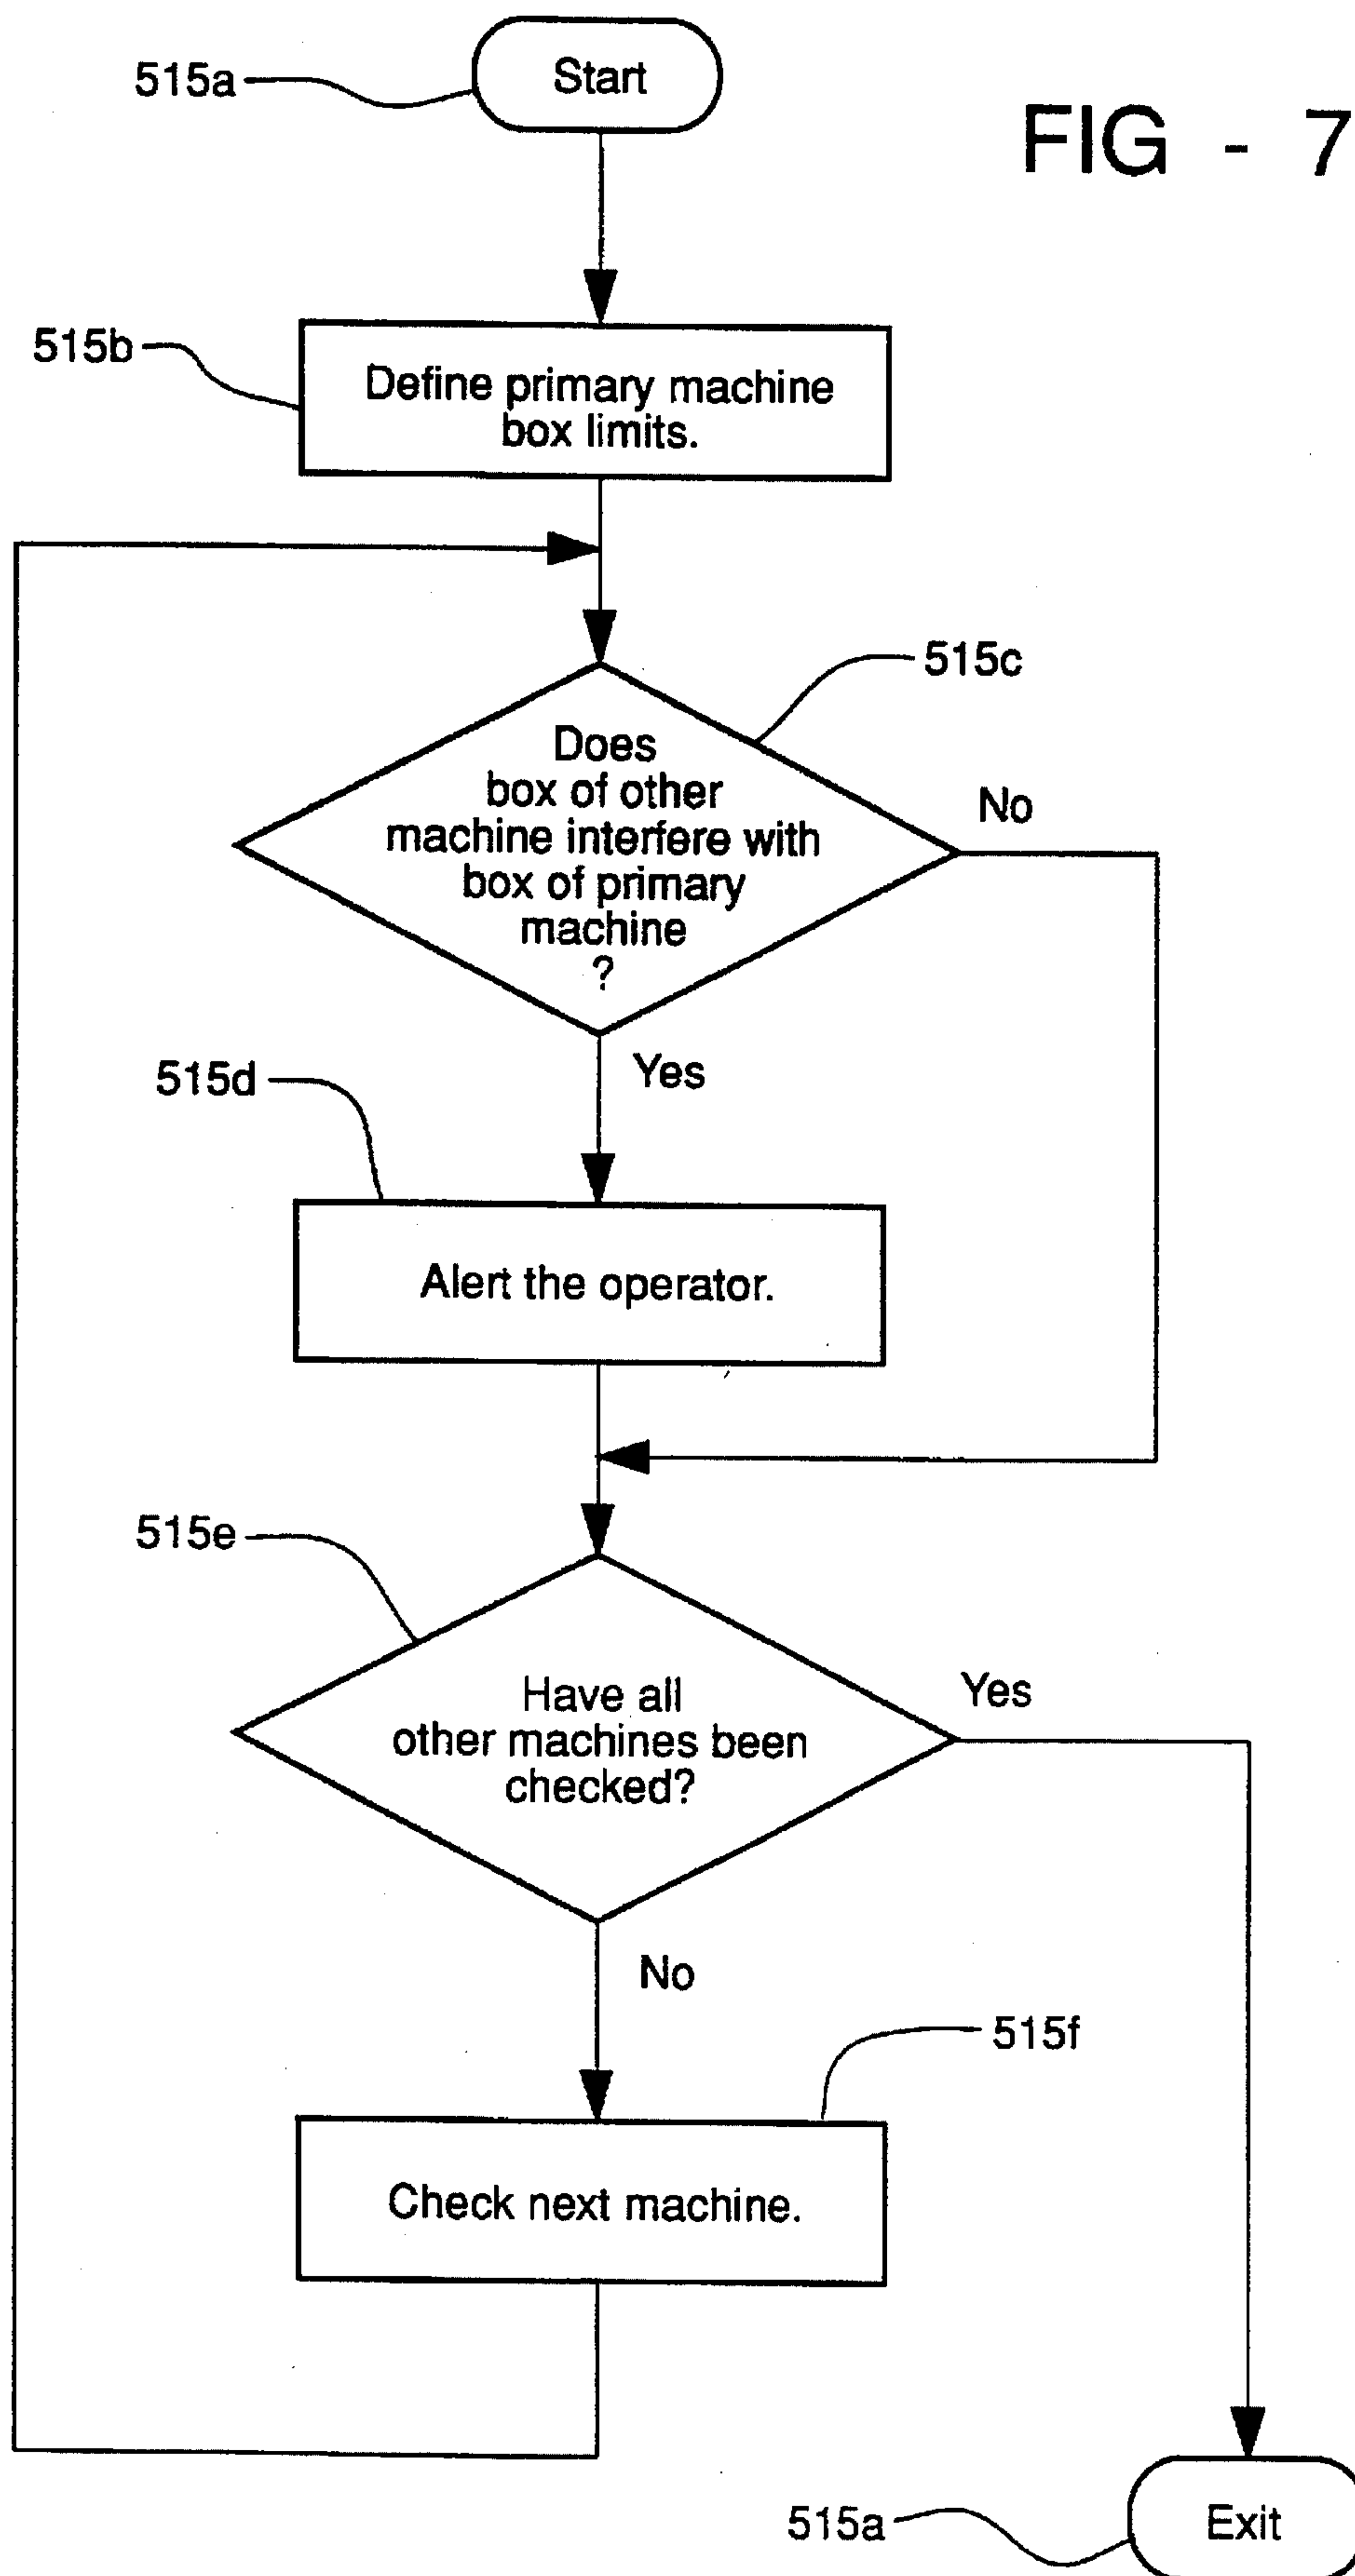 515a
Start
FIG - 7
515b
Define primary machine
box limits.
515c
Does
box of other
machine interfere with
box of primary
machine
?
No
Yes
515d
Alert the operator.
515e
Have all
other machines been
checked?
Yes
No
515f
Check next machine.
515a
Exit